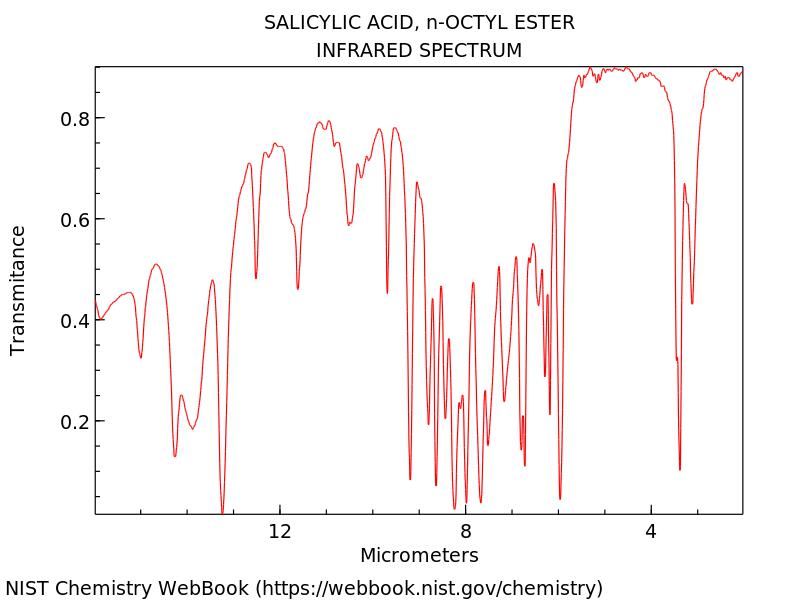 SALICYLIC ACID, n-OCTYL ESTER
INFRARED SPECTRUM
0.8
0.6
0.4
0.2
Transmitance
12
8
4
Micrometers
NIST Chemistry WebBook (https://webbook.nist.gov/chemistry)